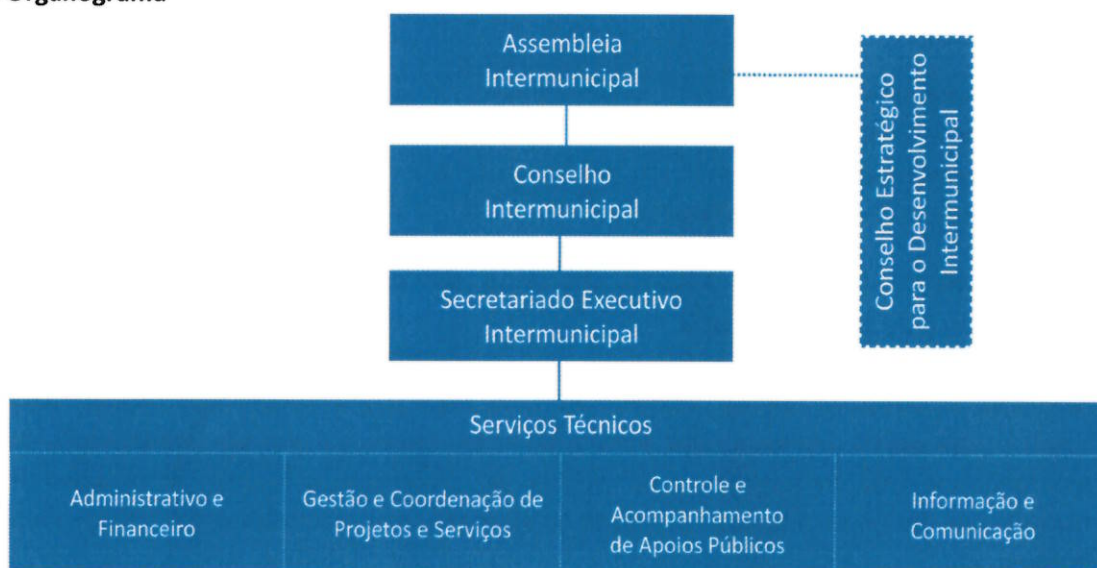 Organograma
Assembleia
Intermunicipal
Conselho
Intermunicipal
Secretariado Executivo
Intermunicipal
Conselho Estratégico
para o Desenvolvimento
Intermunicipal
Serviços Técnicos
Administrativo e
Financeiro
Gestão e Coordenação de
Projetos e Serviços
Controle e
Acompanhamento
de Apoios Públicos
Informação e
Comunicação